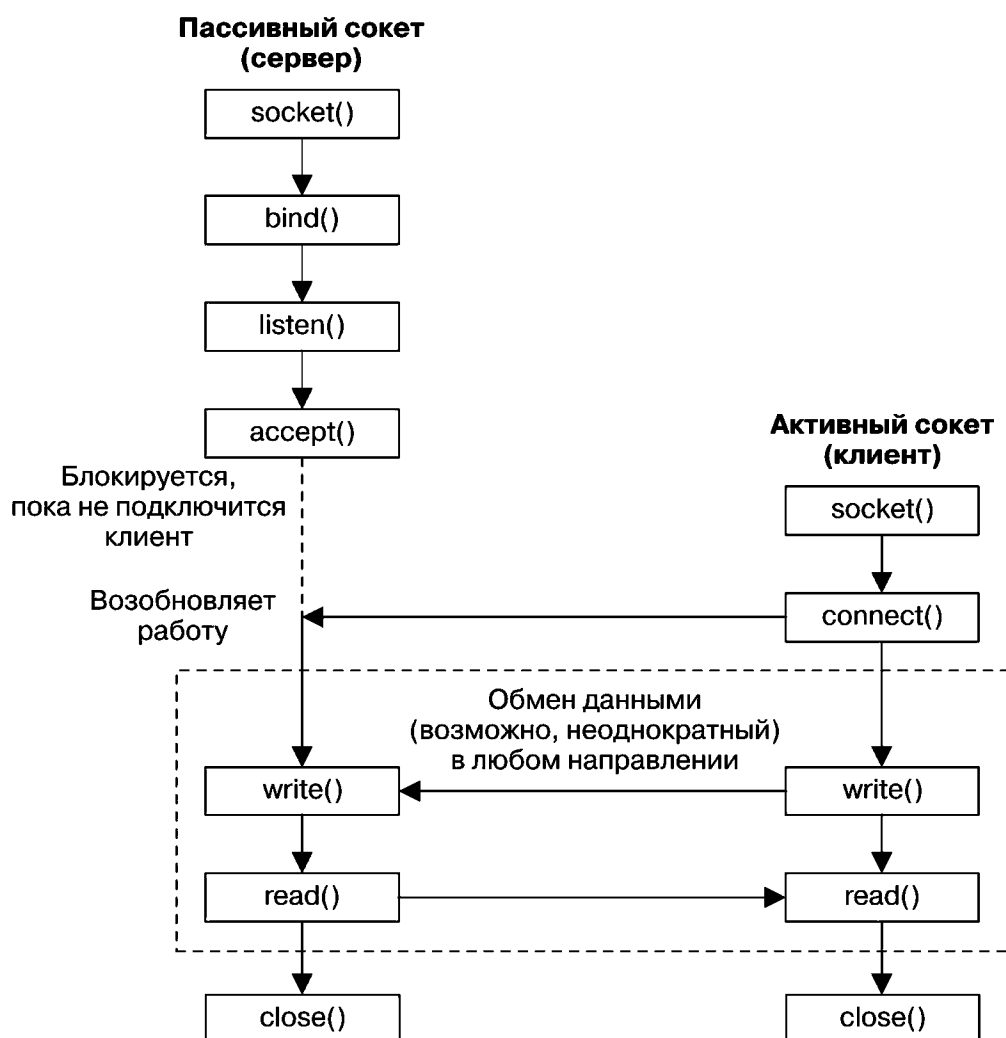 Пассивный сокет
(сервер)
socket()
bind()
listen()
accept()
Блокируется,
пока не подключится
клиент
Активный сокет
(клиент)
socket()
Возобновляет
работу
connect()
Обмен данными
(возможно, неоднократный)
в любом направлении
write()
write()
read()
read()
close()
close()